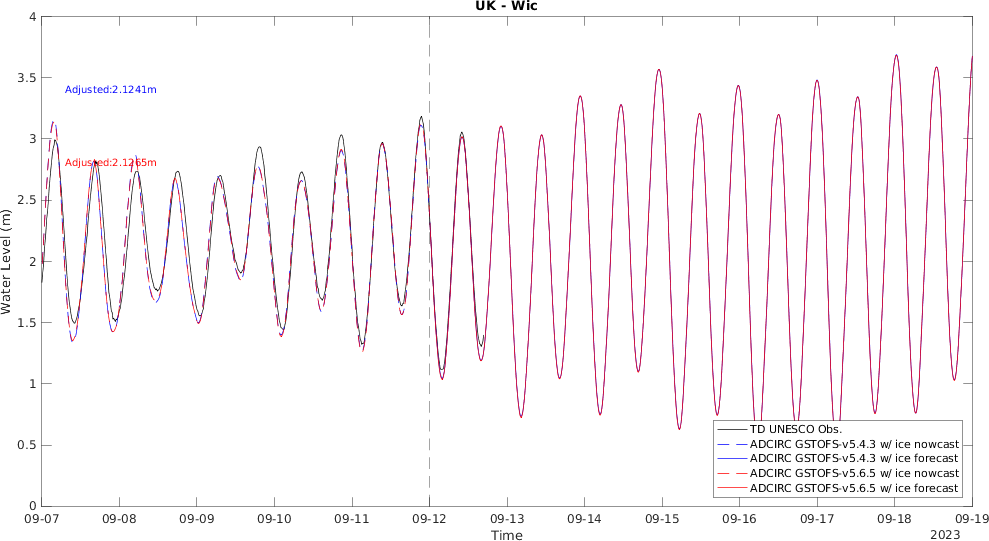 UK - Wic
4
3.5
3
2.5
2
1.5
1
0.5
0
Water Level (m)
Adjusted:2.1241m
Adjusted:2.1265m
TD UNESCO Obs.
ADCIRC GSTOFS-v5.4.3 w/ ice nowcast
ADCIRC GSTOFS-v5.4.3 w/ ice forecast
ADCIRC GSTOFS-v5.6.5 w/ ice nowcast
ADCIRC GSTOFS-v5.6.5 w/ ice forecast
09-07 09-08 09-09 09-10 09-11 09-12 09-13 09-14 09-15 09-16 09-17 09-18 09-19
Time
2023